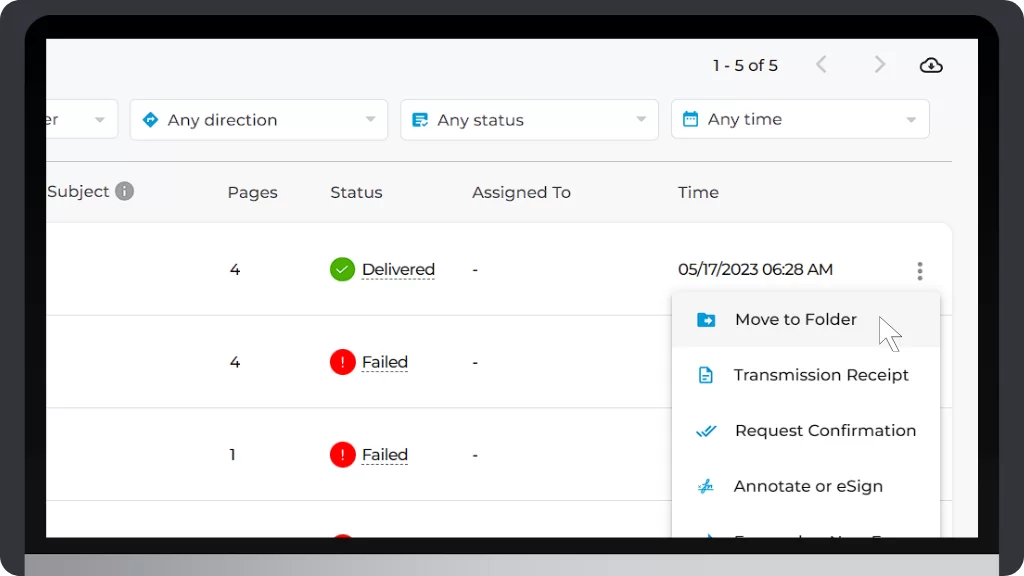 1 - 5 of 5
er
Any direction
Any status
Any time
Subject
Pages
Status
Assigned To
Time
4
Delivered
-
05/17/2023 06:28 AM
Move to Folder
4
Failed
-
Transmission Receipt
Request Confirmation
1
Failed
-
Annotate or eSign